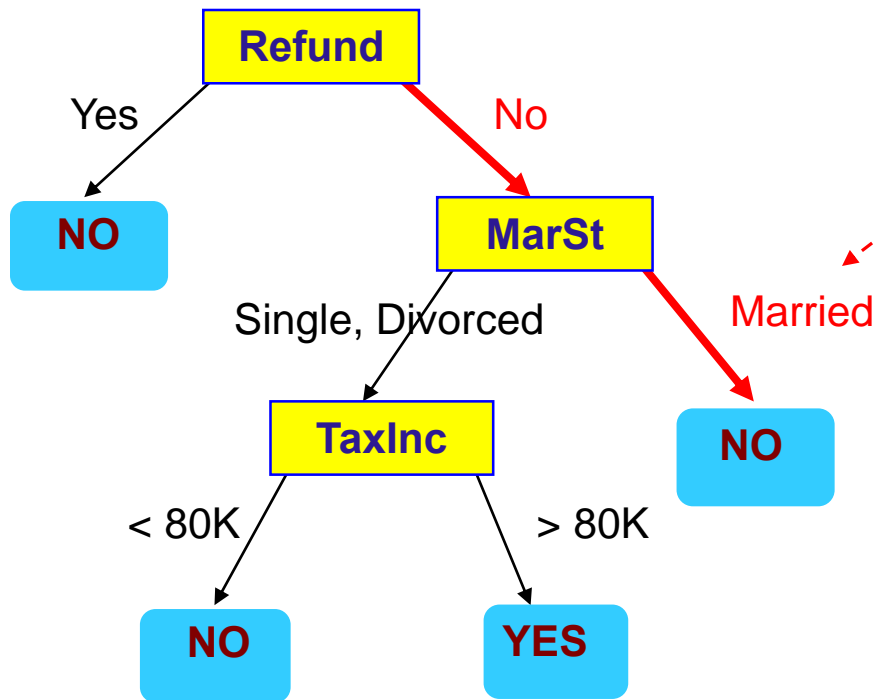 Refund
Yes
No
NO
MarSt
Single, Divorced
Married
TaxInc
NO
< 80K
> 80K
NO
YES